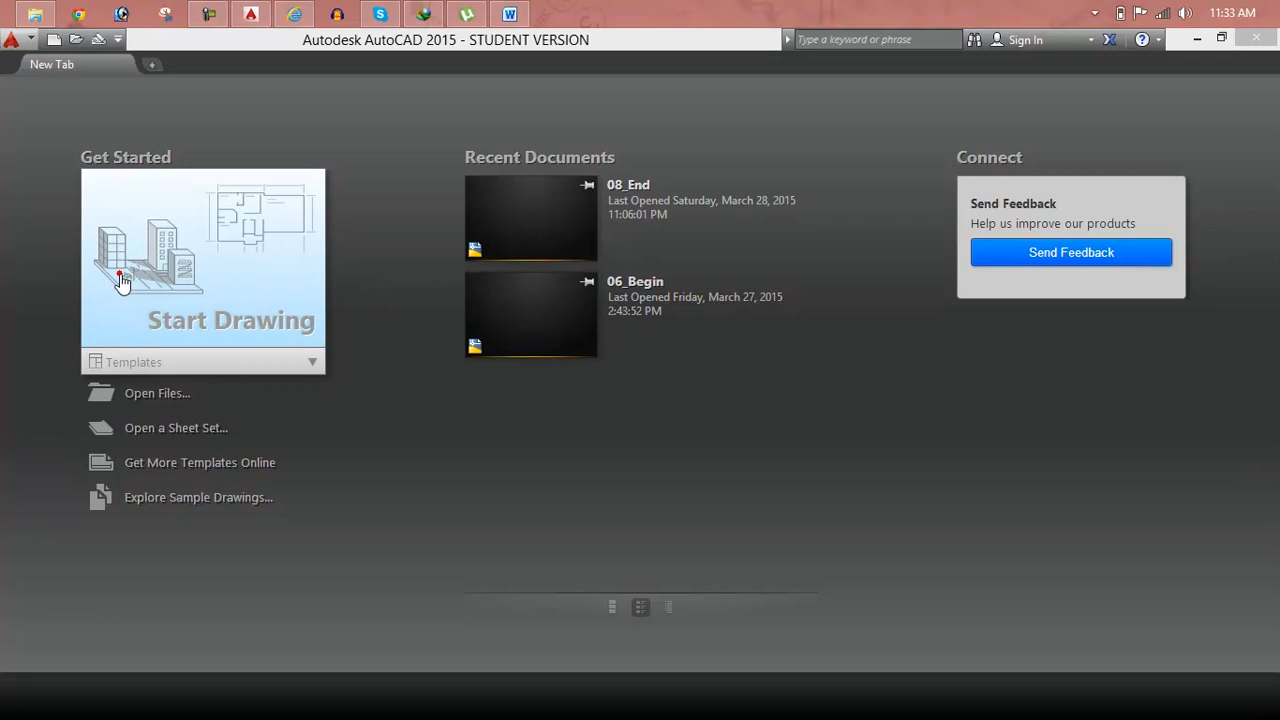 11:33 AM
Autodesk AutoCAD 2015 - STUDENT VERSION
Type a keyword or phrase
Sign In
New Tab
Get Started
Start Drawing
Templates
Open Files...
Open a Sheet Set...
Get More Templates Online
Explore Sample Drawings...
Recent Documents
08_End
Last Opened Saturday, March 28, 2015
11:06:01 PM
06_Begin
Last Opened Friday, March 27, 2015
2:43:52 PM
Connect
Send Feedback
Help us improve our products
Send Feedback